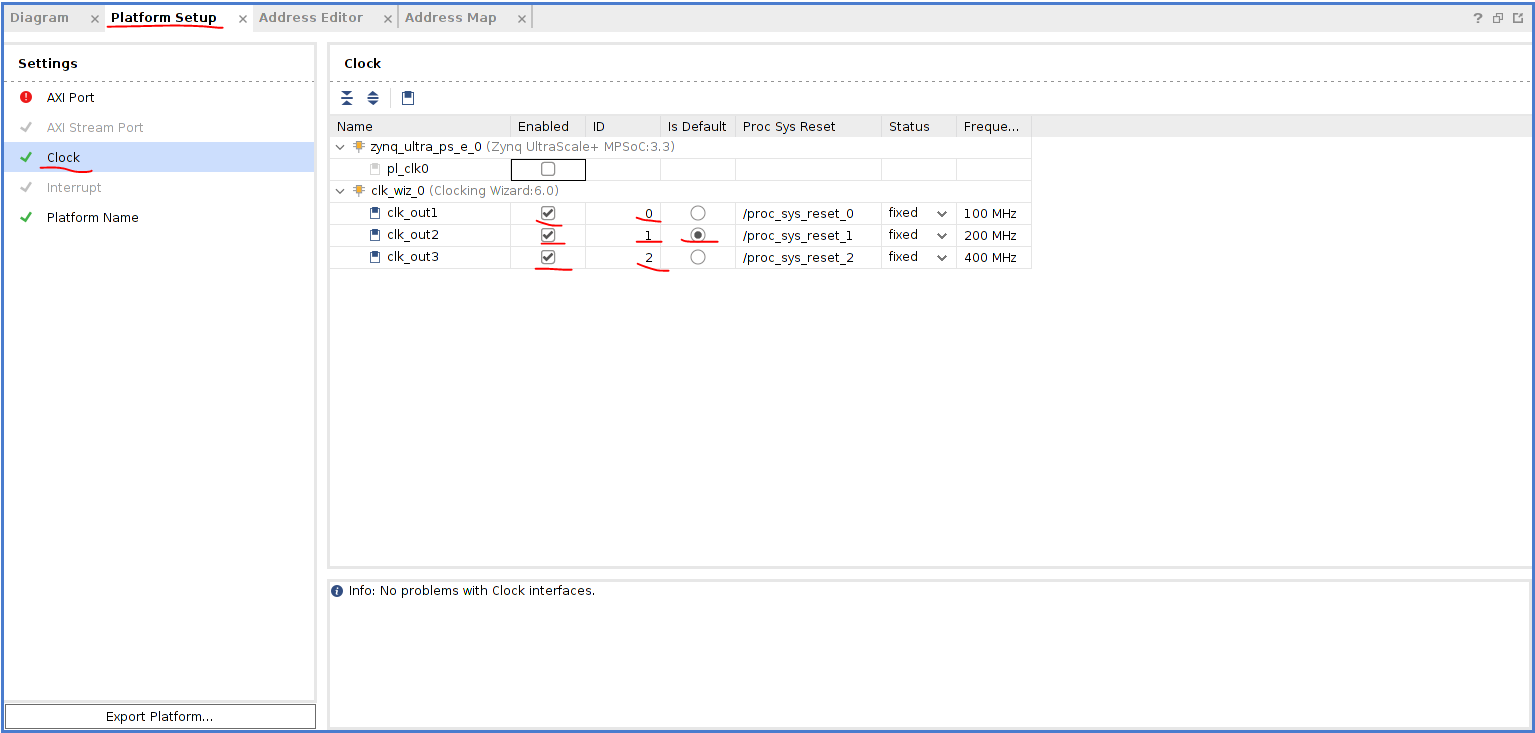 Diagram × Platform Setup × Address Editor × Address Map × ?
Settings
AXI Port
AXI Stream Port
Clock
Interrupt
Platform Name
Export Platform...
Clock
Name Enabled ID Is Default Proc Sys Reset Status Freque...
zynq_ultra_ps_e_0 (Zynq UltraScale+ MPSoC:3.3)
pl_clk0
clk_wiz_0 (Clocking Wizard:6.0)
clk_out1 0 /proc_sys_reset_0 fixed 100 MHz
clk_out2 1 /proc_sys_reset_1 fixed 200 MHz
clk_out3 2 /proc_sys_reset_2 fixed 400 MHz
Info: No problems with Clock interfaces.